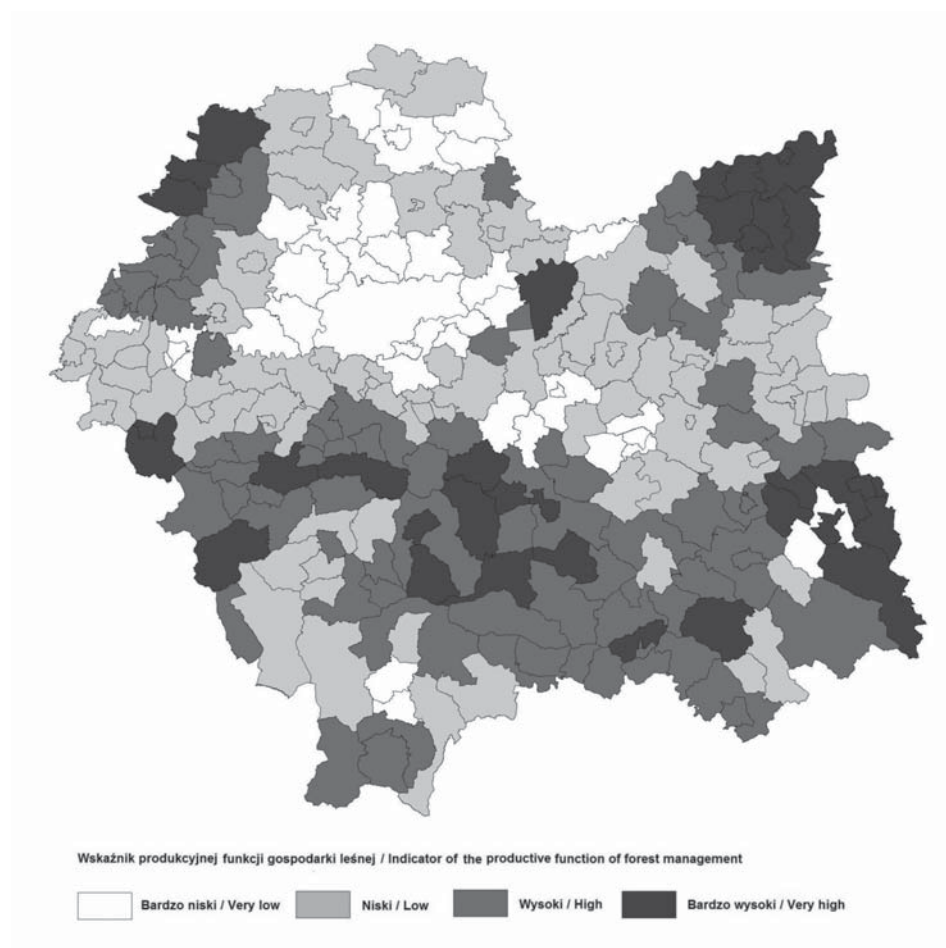 Wskaźnik produkcyjnej funkcji gospodarki leśnej / Indicator of the productive function of forest management
Bardzo niski / Very low Niski / Low Wysoki / High Bardzo wysoki / Very high